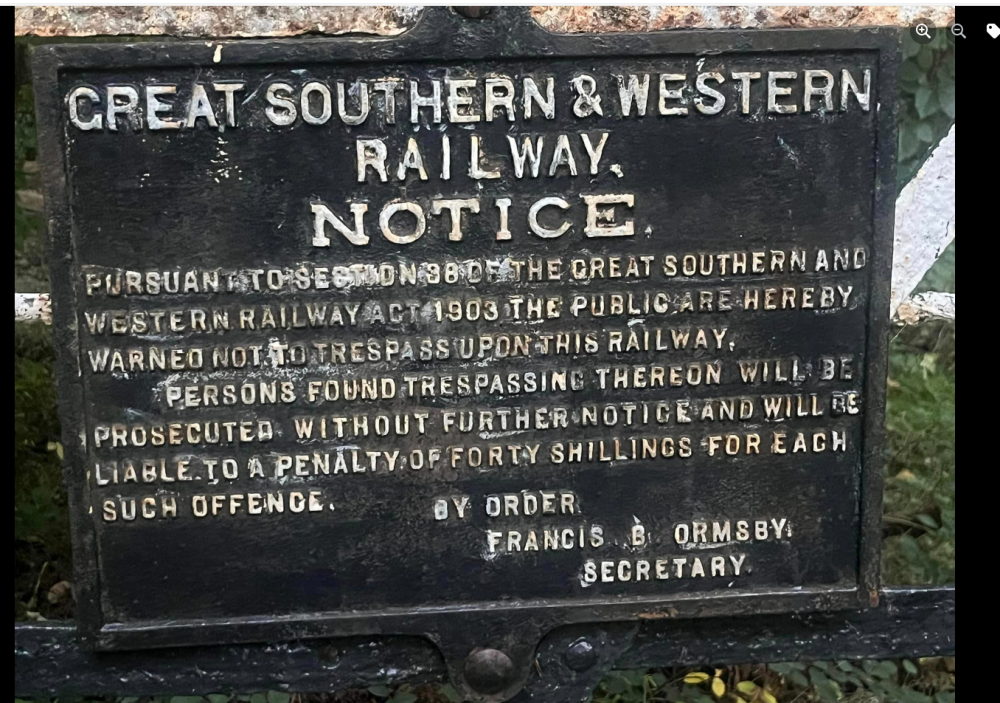 GREAT SOUTHERN & WESTERN
RAILWAY.
NOTICE.
PURSUANT TO SECTION 38 OF THE GREAT SOUTHERN AND
WESTERN RAILWAY ACT 1903 THE PUBLIC ARE HEREBY
WARNED NOT TO TRESPASS UPON THIS RAILWAY.
PERSONS FOUND TRESPASSING THEREON WILL BE
PROSECUTED WITHOUT FURTHER NOTICE AND WILL BE
LIABLE TO A PENALTY OF FORTY SHILLINGS FOR EACH
SUCH OFFENCE.
BY ORDER
FRANCIS B. ORMSBY
SECRETARY.